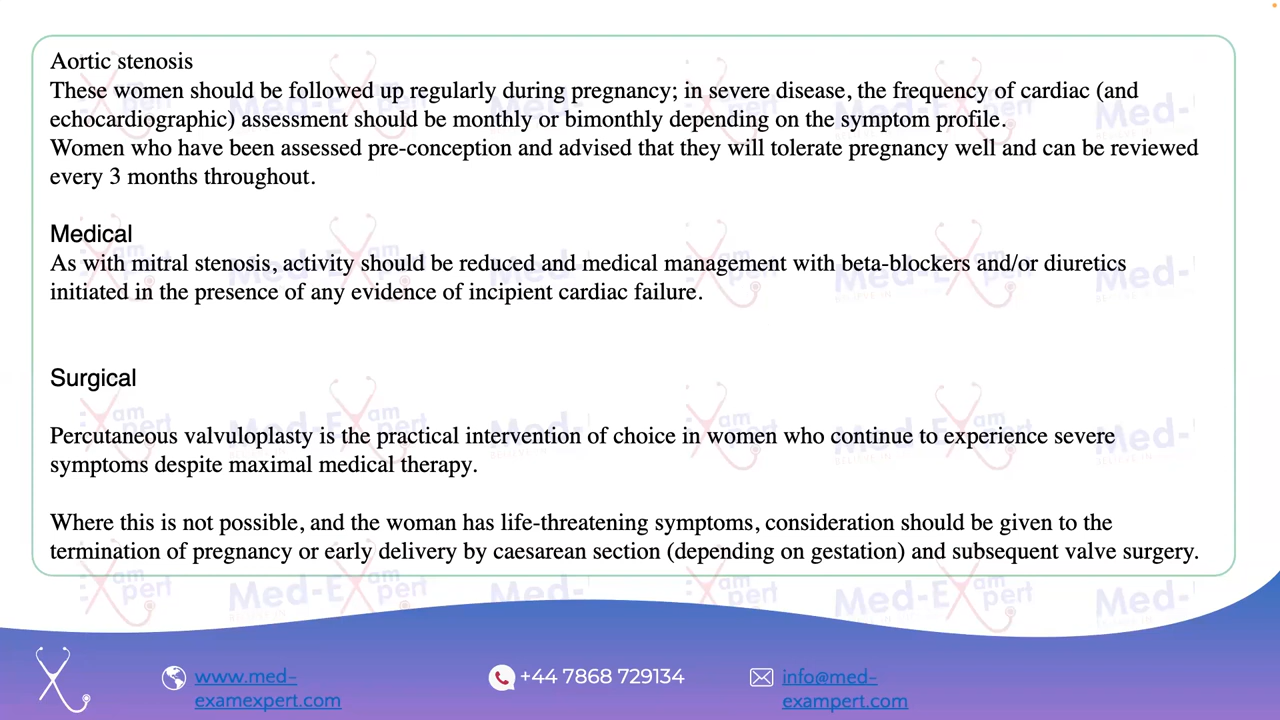 Aortic stenosis
These women should be followed up regularly during pregnancy; in severe disease, the frequency of cardiac (and
echocardiographic) assessment should be monthly or bimonthly depending on the symptom profile.
Women who have been assessed pre-conception and advised that they will tolerate pregnancy well and can be reviewed
every 3 months throughout.
Medical
As with mitral stenosis, activity should be reduced and medical management with beta-blockers and/or diuretics
initiated in the presence of any evidence of incipient cardiac failure.
Surgical
Percutaneous valvuloplasty is the practical intervention of choice in women who continue to experience severe
symptoms despite maximal medical therapy.
Where this is not possible, and the woman has life-threatening symptoms, consideration should be given to the
termination of pregnancy or early delivery by caesarean section (depending on gestation) and subsequent valve surgery.
www.med-
examexpert.com
+44 7868 729134
info@med-
exampert.com